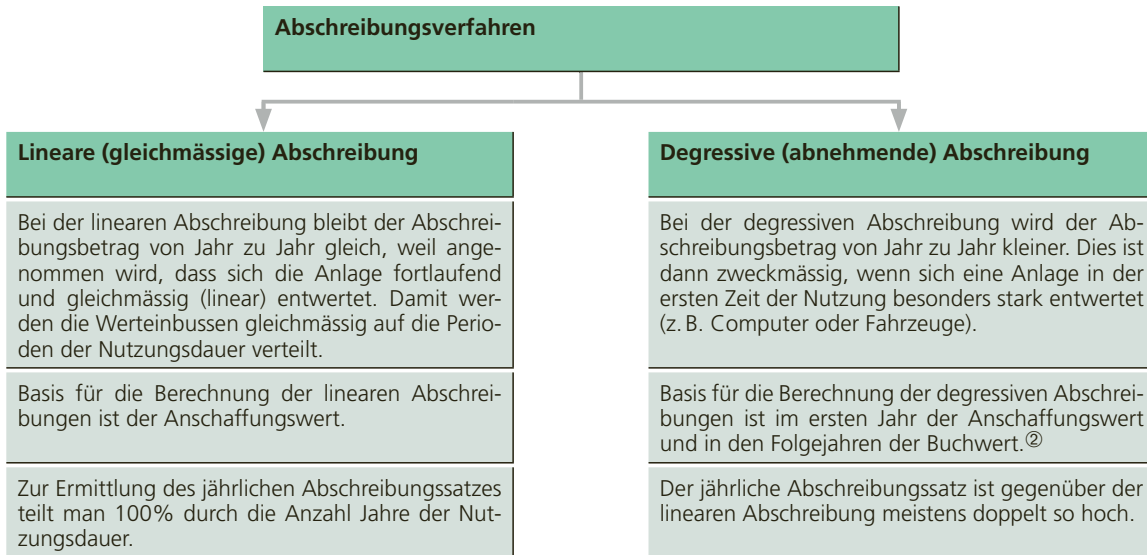 Abschreibungsverfahren
Lineare (gleichmässige) Abschreibung
Bei der linearen Abschreibung bleibt der Abschrei-
bungsbetrag von Jahr zu Jahr gleich, weil ange-
nommen wird, dass sich die Anlage fortlaufend
und gleichmässig (linear) entwertet. Damit wer-
den die Werteinbussen gleichmässig auf die Perio-
den der Nutzungsdauer verteilt.
Basis für die Berechnung der linearen Abschrei-
bungen ist der Anschaffungswert.
Zur Ermittlung des jährlichen Abschreibungssatzes
teilt man 100% durch die Anzahl Jahre der Nut-
zungsdauer.
Degressive (abnehmende) Abschreibung
Bei der degressiven Abschreibung wird der Ab-
schreibungsbetrag von Jahr zu Jahr kleiner. Dies ist
dann zweckmässig, wenn sich eine Anlage in der
ersten Zeit der Nutzung besonders stark entwertet
(z. B. Computer oder Fahrzeuge).
Basis für die Berechnung der degressiven Abschrei-
bungen ist im ersten Jahr der Anschaffungswert
und in den Folgejahren der Buchwert.②
Der jährliche Abschreibungssatz ist gegenüber der
linearen Abschreibung meistens doppelt so hoch.